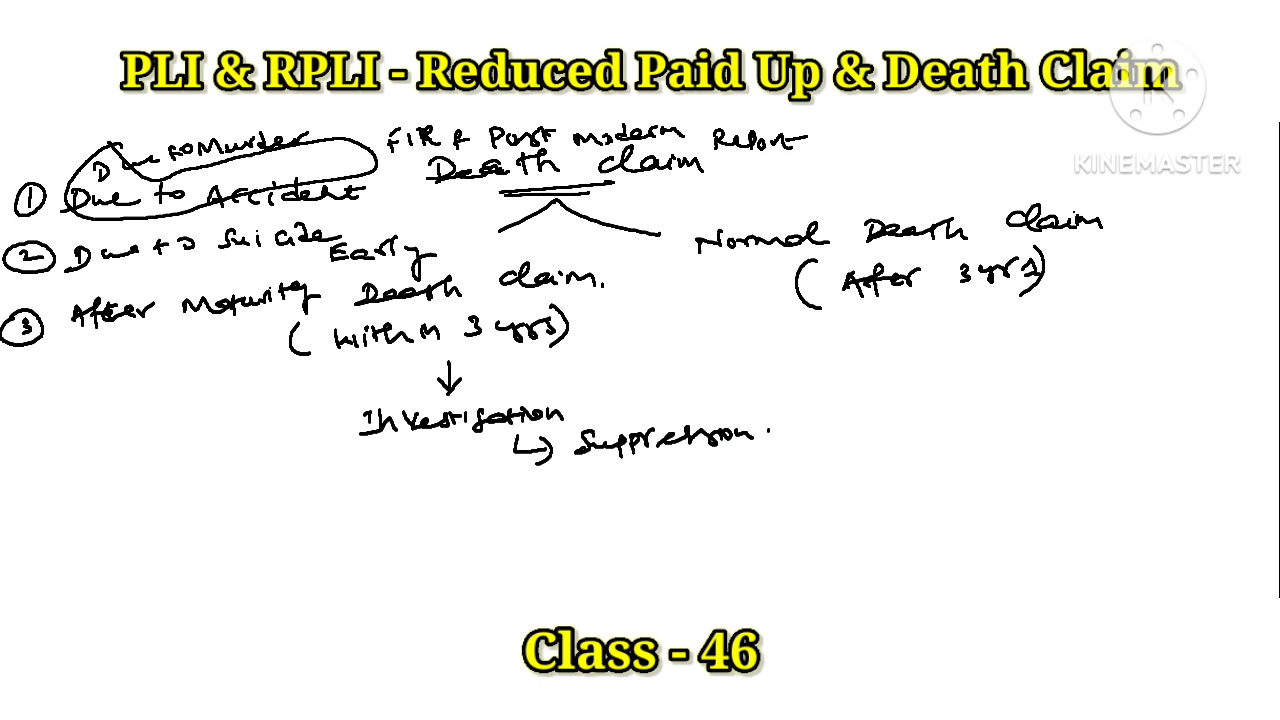 PLI & RPLI - Reduced Paid Up & Death Claim
KINEMASTER
Due to Murder FIR & Post Moderm Report
① Due to Accident Death claim
② Due to Suicide
Early Death claim. (within 3 yrs)
Normal Death claim (After 3 yrs)
③ After Maturity
Investigation
↳ Suppression.
Class - 46